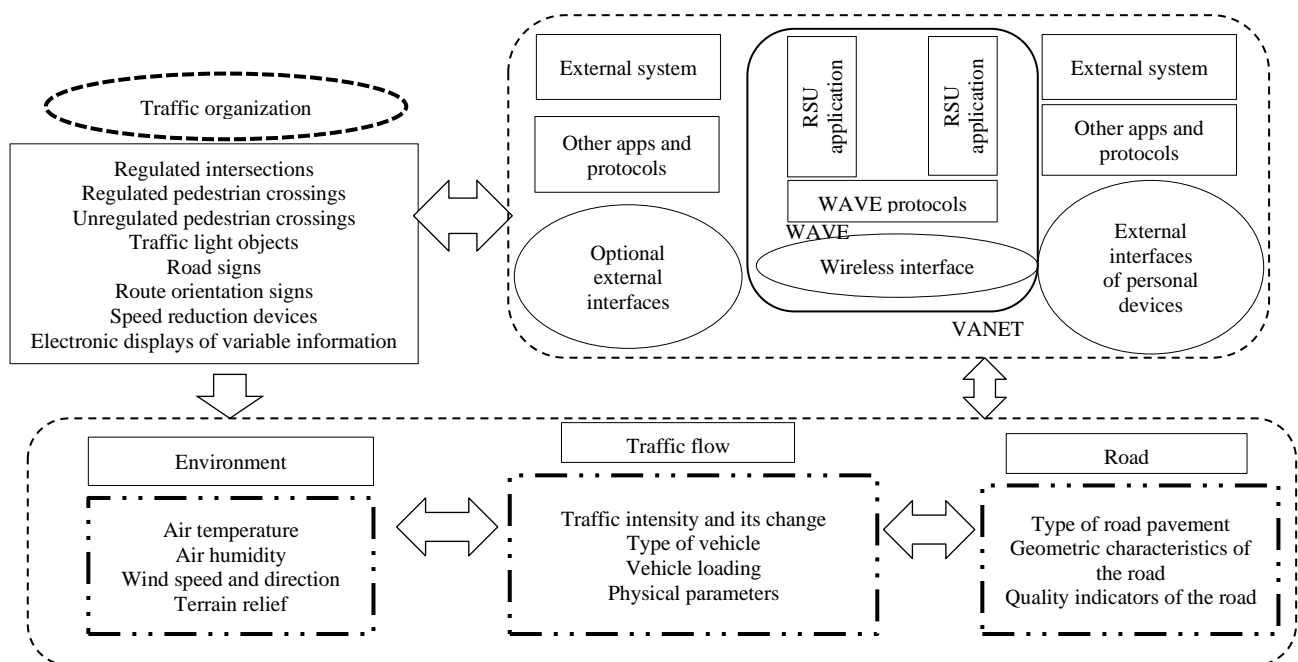 Traffic organization
Regulated intersections
Regulated pedestrian crossings
Unregulated pedestrian crossings
Traffic light objects
Road signs
Route orientation signs
Speed reduction devices
Electronic displays of variable information
External system
Other apps and protocols
Optional external interfaces
RSU application
RSU application
WAVE protocols
WAVE
Wireless interface
VANET
External system
Other apps and protocols
External interfaces of personal devices
Environment
Air temperature
Air humidity
Wind speed and direction
Terrain relief
Traffic flow
Traffic intensity and its change
Type of vehicle
Vehicle loading
Physical parameters
Road
Type of road pavement
Geometric characteristics of
the road
Quality indicators of the road